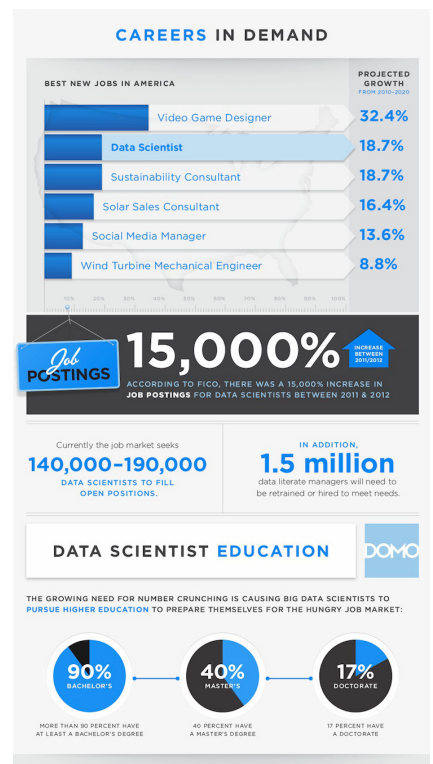 CAREERS IN DEMAND
BEST NEW JOBS IN AMERICA
PROJECTED
GROWTH
FROM 2010-2020
Video Game Designer 32.4%
Data Scientist 18.7%
Sustainability Consultant 18.7%
Solar Sales Consultant 16.4%
Social Media Manager 13.6%
Wind Turbine Mechanical Engineer 8.8%
10% 20% 30% 40% 50% 60% 70% 80% 90% 100%
Job
POSTINGS
15,000%
INCREASE
BETWEEN
2011/2012
ACCORDING TO FICO, THERE WAS A 15,000% INCREASE IN
JOB POSTINGS FOR DATA SCIENTISTS BETWEEN 2011 & 2012
Currently the job market seeks
140,000–190,000
DATA SCIENTISTS TO FILL
OPEN POSITIONS.
IN ADDITION,
1.5 million
data literate managers will need to
be retrained or hired to meet needs.
DATA SCIENTIST EDUCATION
DOMO
THE GROWING NEED FOR NUMBER CRUNCHING IS CAUSING BIG DATA SCIENTISTS TO
PURSUE HIGHER EDUCATION TO PREPARE THEMSELVES FOR THE HUNGRY JOB MARKET:
90%
BACHELOR'S
MORE THAN 90 PERCENT HAVE
AT LEAST A BACHELOR'S DEGREE
40%
MASTER'S
40 PERCENT HAVE
A MASTER'S DEGREE
17%
DOCTORATE
17 PERCENT HAVE
A DOCTORATE